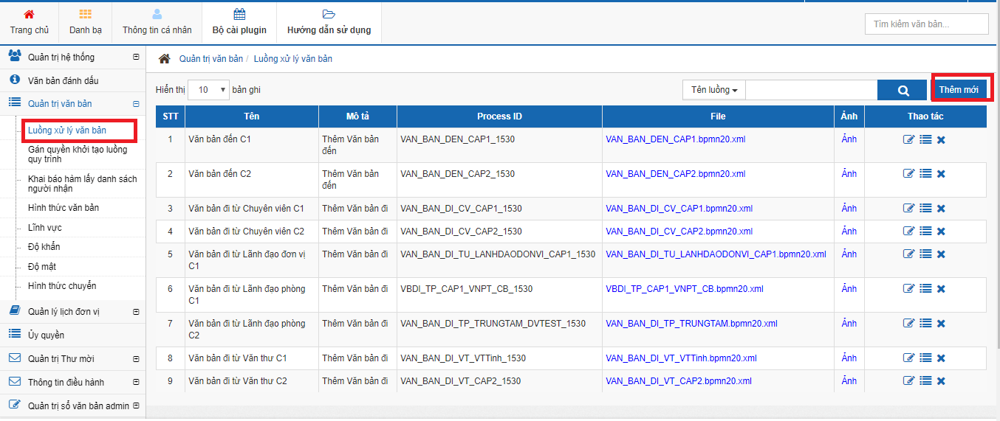 Trang chủ
Danh bạ
Thông tin cá nhân
Bộ cài plugin
Hướng dẫn sử dụng
Tìm kiếm văn bản...
Quản trị hệ thống
Văn bản đánh dấu
Quản trị văn bản
Luồng xử lý văn bản
Gán quyền khởi tạo luồng
quy trình
Khai báo hàm lấy danh sách
người nhận
Hình thức văn bản
Lĩnh vực
Độ khẩn
Độ mật
Hình thức chuyển
Quản lý lịch đơn vị
Ủy quyền
Quản trị Thư mời
Thông tin điều hành
Quản trị sổ văn bản admin
Quản trị văn bản / Luồng xử lý văn bản
Hiển thị 10 bản ghi
Tên luồng
Thêm mới
STT Tên Mô tả Process ID File Ảnh Thao tác
1 Văn bản đến C1 Thêm Văn bản VAN_BAN_DEN_CAP1_1530 VAN_BAN_DEN_CAP1.bpmn20.xml Ảnh
đến
2 Văn bản đến C2 Thêm Văn bản VAN_BAN_DEN_CAP2_1530 VAN_BAN_DEN_CAP2.bpmn20.xml Ảnh
đến
3 Văn bản đi từ Chuyên viên C1 Thêm Văn bản đi VAN_BAN_DI_CV_CAP1_1530 VAN_BAN_DI_CV_CAP1.bpmn20.xml Ảnh
4 Văn bản đi từ Chuyên viên C2 Thêm Văn bản đi VAN_BAN_DI_CV_CAP2_1530 VAN_BAN_DI_CV_CAP2.bpmn20.xml Ảnh
5 Văn bản đi từ Lãnh đạo đơn vị Thêm Văn bản đi VAN_BAN_DI_TU_LANHDAODONVI_CAP1_1530 VAN_BAN_DI_TU_LANHDAODONVI_CAP1.bpmn20.xml Ảnh
C1
6 Văn bản đi từ Lãnh đạo phòng Thêm Văn bản đi VBDI_TP_CAP1_VNPT_CB_1530 VBDI_TP_CAP1_VNPT_CB.bpmn20.xml Ảnh
C1
7 Văn bản đi từ Lãnh đạo phòng Thêm Văn bản đi VAN_BAN_DI_TP_TRUNGTAM_DVTEST_1530 VAN_BAN_DI_TP_TRUNGTAM.bpmn20.xml Ảnh
C2
8 Văn bản đi từ Văn thư C1 Thêm Văn bản đi VAN_BAN_DI_VT_VTTinh_1530 VAN_BAN_DI_VT_VTTinh.bpmn20.xml Ảnh
9 Văn bản đi từ Văn thư C2 Thêm Văn bản đi VAN_BAN_DI_VT_CAP2_1530 VAN_BAN_DI_VT_CAP2.bpmn20.xml Ảnh